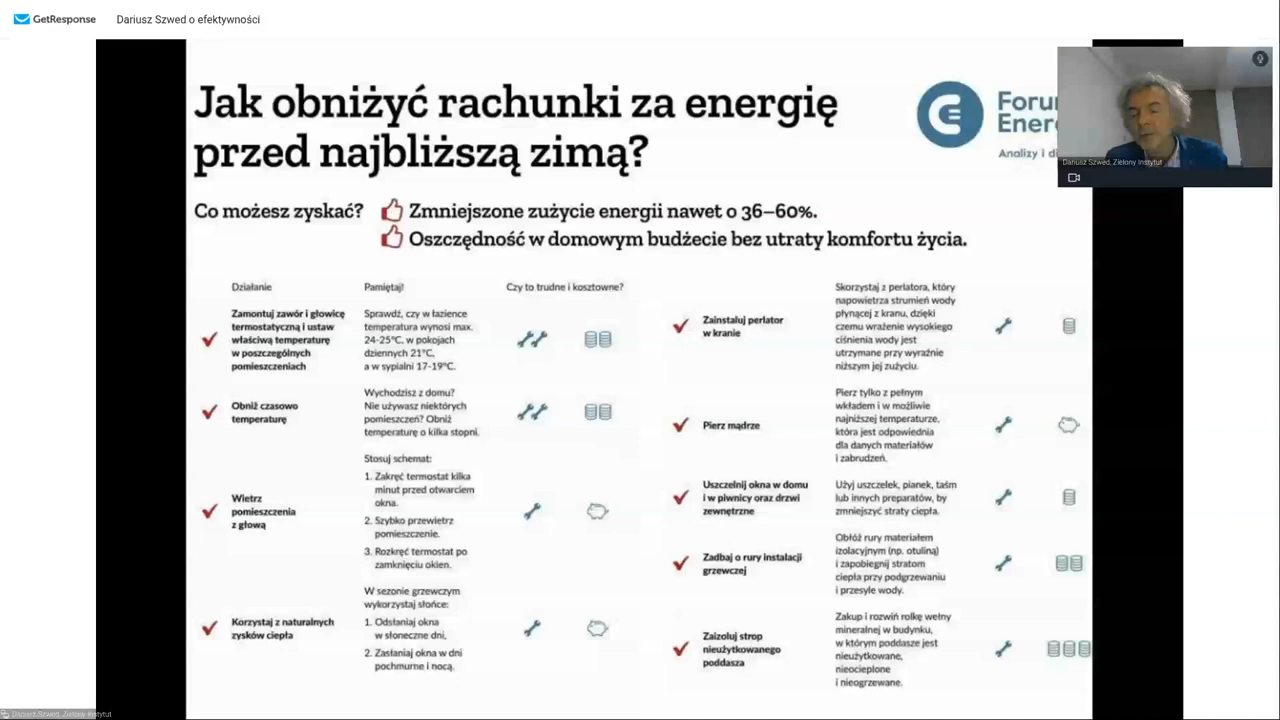 GetResponse
Dariusz Szwed o efektywności
Jak obniżyć rachunki za energię
przed najbliższą zimą?
Dariusz Szwed, Zielony Instytut
Co możesz zyskać?
Zmniejszone zużycie energii nawet o 36–60%.
Oszczędność w domowym budżecie bez utraty komfortu życia.
Działanie
Pamiętaj!
Czy to trudne i kosztowne?
Zamontuj zawór i głowicę
termostatyczną i ustaw
właściwą temperaturę
w poszczególnych
pomieszczeniach
Sprawdź, czy w łazience
temperatura wynosi max.
24-25°C, w pokojach
dziennych 21°C,
a w sypialni 17-19°C.
Obniż czasowo
temperaturę
Wychodzisz z domu?
Nie używasz niektórych
pomieszczeń? Obniż
temperaturę o kilka stopni.
Wietrz
pomieszczenia
z głową
Stosuj schemat:
1. Zakręć termostat kilka
minut przed otwarciem
okna.
2. Szybko przewietrz
pomieszczenie.
3. Rozkręć termostat po
zamknięciu okien.
Korzystaj z naturalnych
zysków ciepła
W sezonie grzewczym
wykorzystaj słońce:
1. Odsłaniaj okna
w słoneczne dni,
2. Zasłaniaj okna w dni
pochmurne i nocą.
Zainstaluj perlator
w kranie
Skorzystaj z perlatora, który
napowietrza strumień wody
płynącej z kranu, dzięki
czemu wrażenie wysokiego
ciśnienia wody jest
utrzymane przy wyraźnie
niższym jej zużyciu.
Pierz mądrze
Pierz tylko z pełnym
wkładem i w możliwie
najniższej temperaturze,
która jest odpowiednia
dla danych materiałów
i zabrudzeń.
Uszczelnij okna w domu
i w piwnicy oraz drzwi
zewnętrzne
Użyj uszczelek, pianek, taśm
lub innych preparatów, by
zmniejszyć straty ciepła.
Zadbaj o rury instalacji
grzewczej
Obłóż rury materiałem
izolacyjnym (np. otuliną)
i zapobiegnij stratom
ciepła przy podgrzewaniu
i przesyle wody.
Zaizoluj strop
nieużytkowanego
poddasza
Zakup i rozwiń rolkę wełny
mineralnej w budynku,
w którym poddasze jest
nieużytkowane,
nieocieplone
i nieogrzewane.
Dariusz Szwed, Zielony Instytut